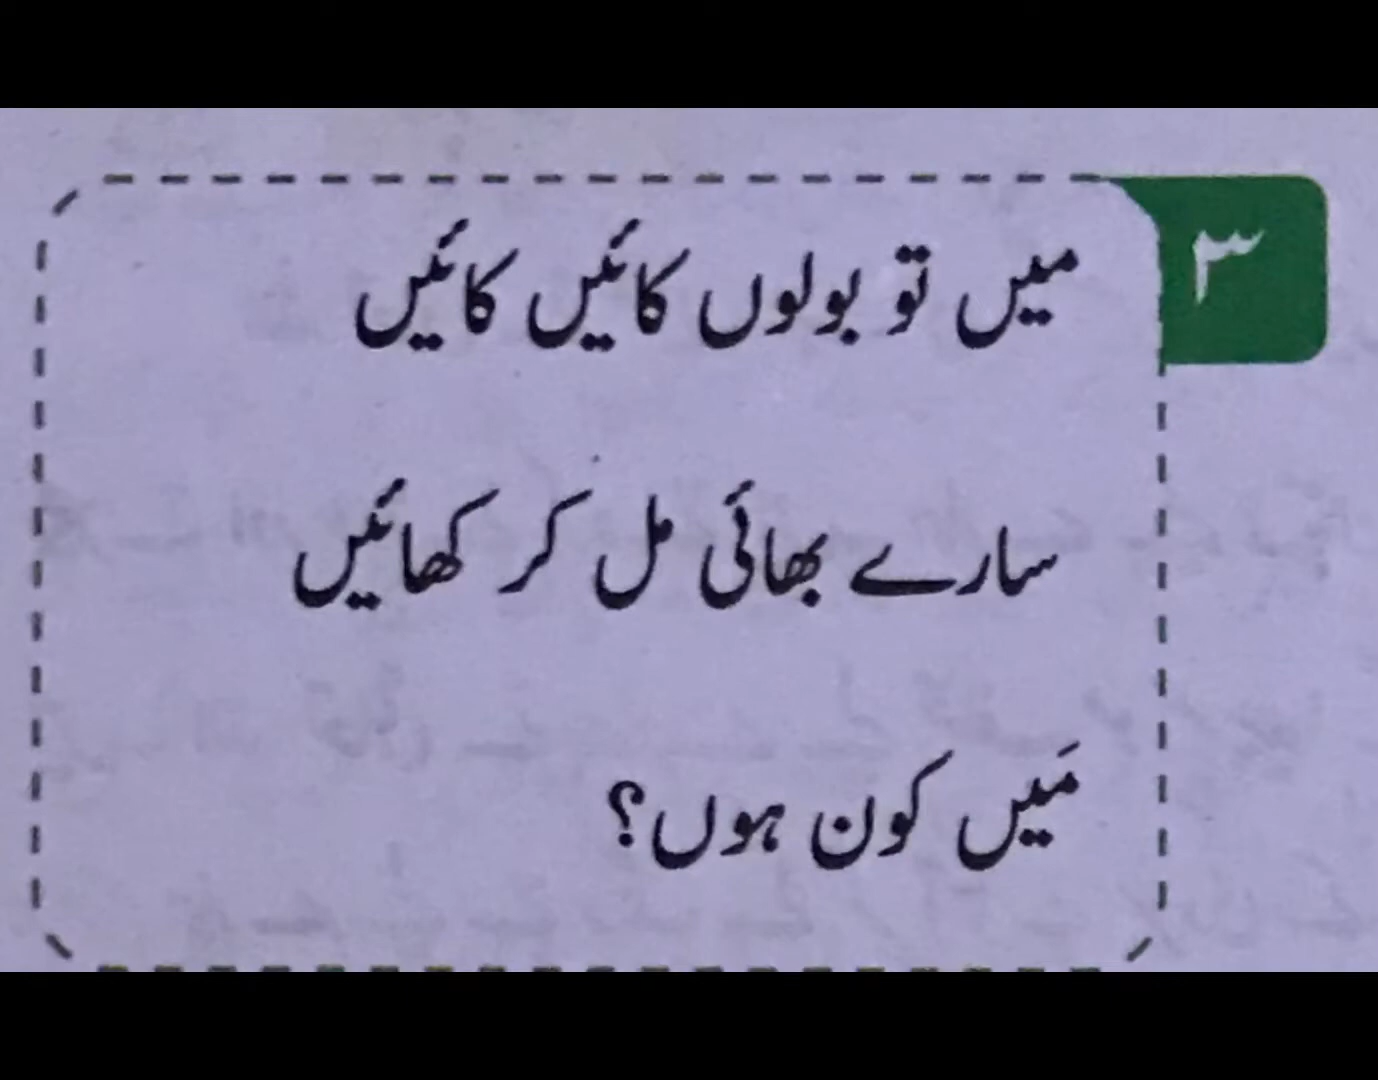 ۳
میں تو بولوں کائیں کائیں
سارے بھائی مل کر کھائیں
مَیں کون ہوں؟